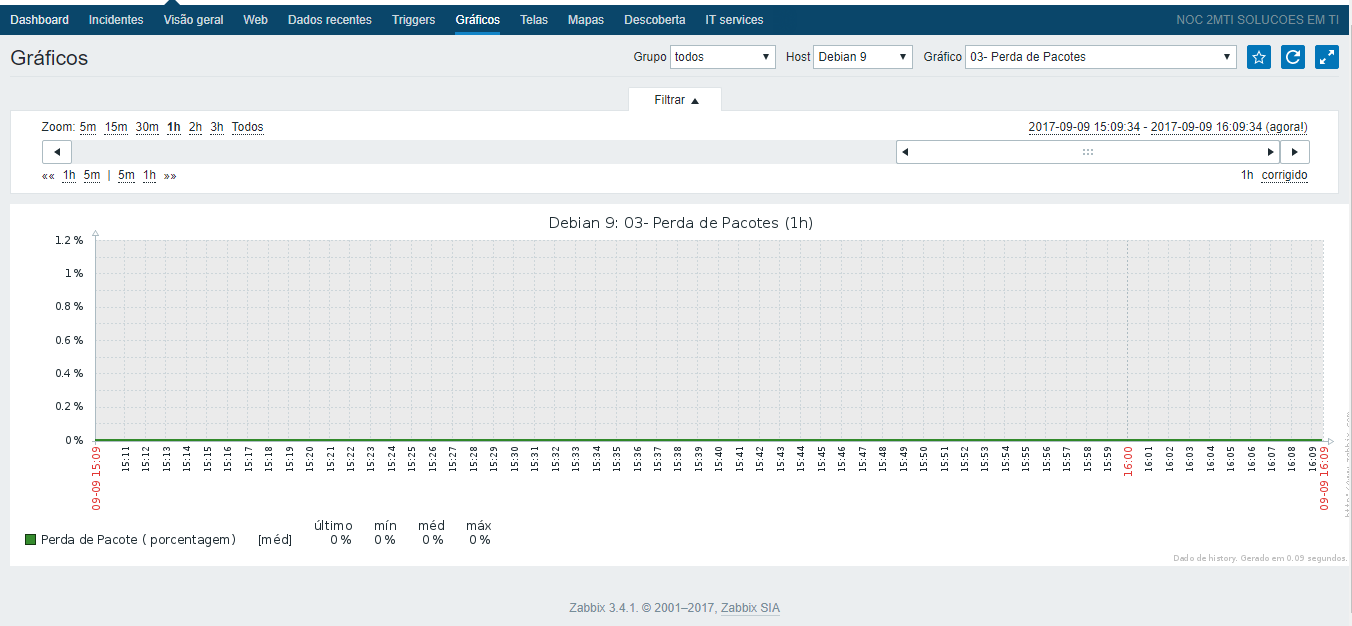 Dashboard Incidentes Visão geral Web Dados recentes Triggers Gráficos Telas Mapas Descoberta IT services NOC 2MTI SOLUCOES EM TI
Gráficos Grupo todos Host Debian 9 Gráfico 03- Perda de Pacotes
Filtrar ▲
Zoom: 5m 15m 30m 1h 2h 3h Todos 2017-09-09 15:09:34 - 2017-09-09 16:09:34 (agora!)
«« 1h 5m | 5m 1h »» 1h corrigido
Debian 9: 03- Perda de Pacotes (1h)
1.2 %
1 %
0.8 %
0.6 %
0.4 %
0.2 %
0 %
09-09 15:09 15:11 15:12 15:13 15:14 15:15 15:16 15:17 15:18 15:19 15:20 15:21 15:22 15:23 15:24 15:25 15:26 15:27 15:28 15:29 15:30 15:31 15:32 15:33 15:34 15:35 15:36 15:37 15:38 15:39 15:40 15:41 15:42 15:43 15:44 15:45 15:46 15:47 15:48 15:49 15:50 15:51 15:52 15:53 15:54 15:55 15:56 15:57 15:58 15:59 16:00 16:01 16:02 16:03 16:04 16:05 16:06 16:07 16:08 16:09 09-09 16:09
último mín méd máx
Perda de Pacote ( porcentagem) [méd] 0 % 0 % 0 % 0 %
Dado de history. Gerado em 0.09 segundos.
Zabbix 3.4.1. © 2001–2017, Zabbix SIA